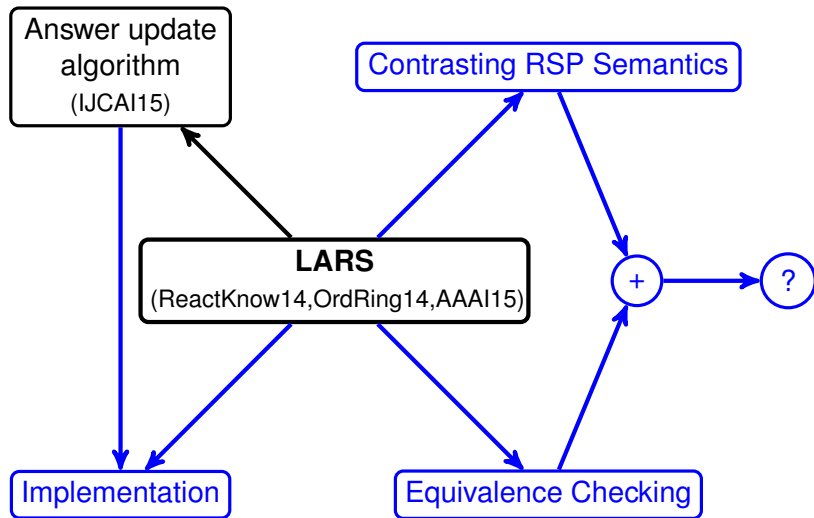 Answer update
algorithm
(IJCAI15)
Contrasting RSP Semantics
LARS
(ReactKnow14,OrdRing14,AAAI15)
+
?
Implementation
Equivalence Checking